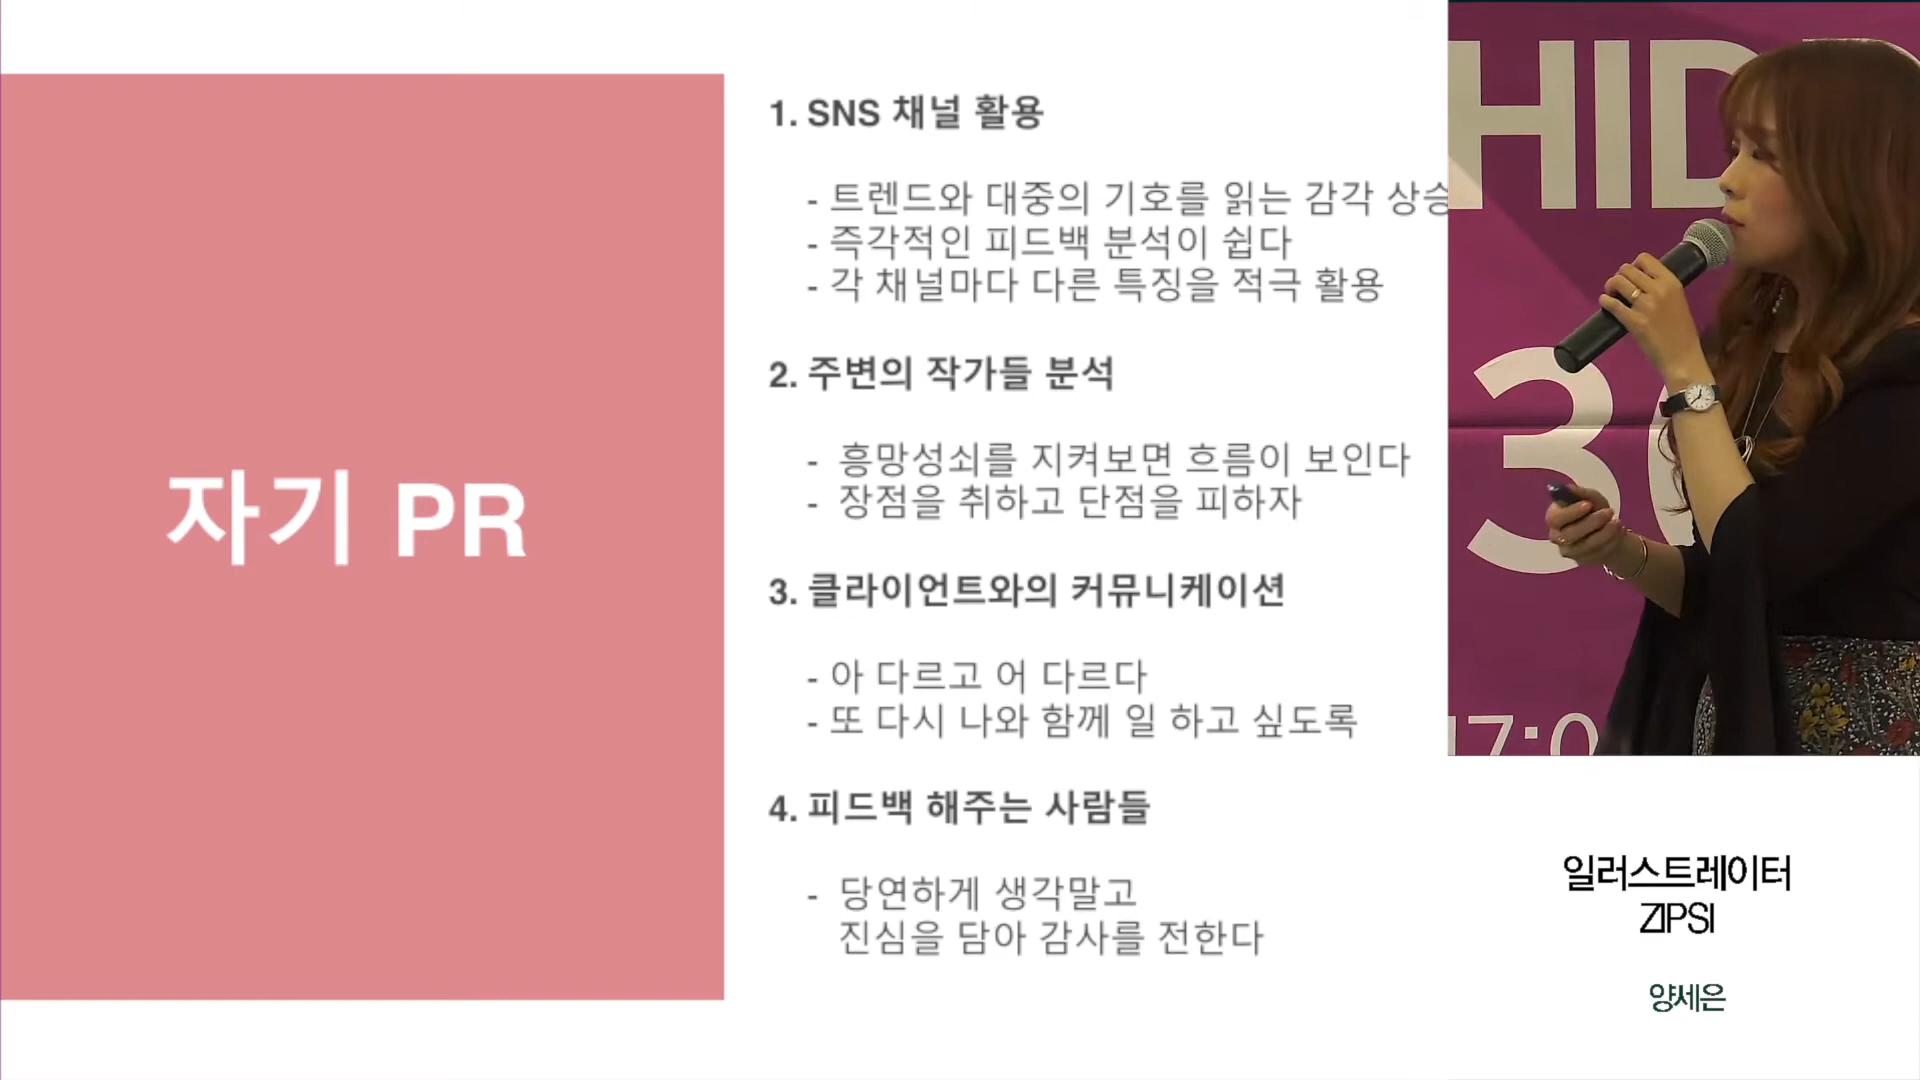 자기 PR
1. SNS 채널 활용
- 트렌드와 대중의 기호를 읽는 감각 상승
- 즉각적인 피드백 분석이 쉽다
- 각 채널마다 다른 특징을 적극 활용
2. 주변의 작가들 분석
- 흥망성쇠를 지켜보면 흐름이 보인다
- 장점을 취하고 단점을 피하자
3. 클라이언트와의 커뮤니케이션
- 아 다르고 어 다르다
- 또 다시 나와 함께 일 하고 싶도록
4. 피드백 해주는 사람들
- 당연하게 생각말고
진심을 담아 감사를 전한다
HID
30
17:0
일러스트레이터
ZIPSI
양세은